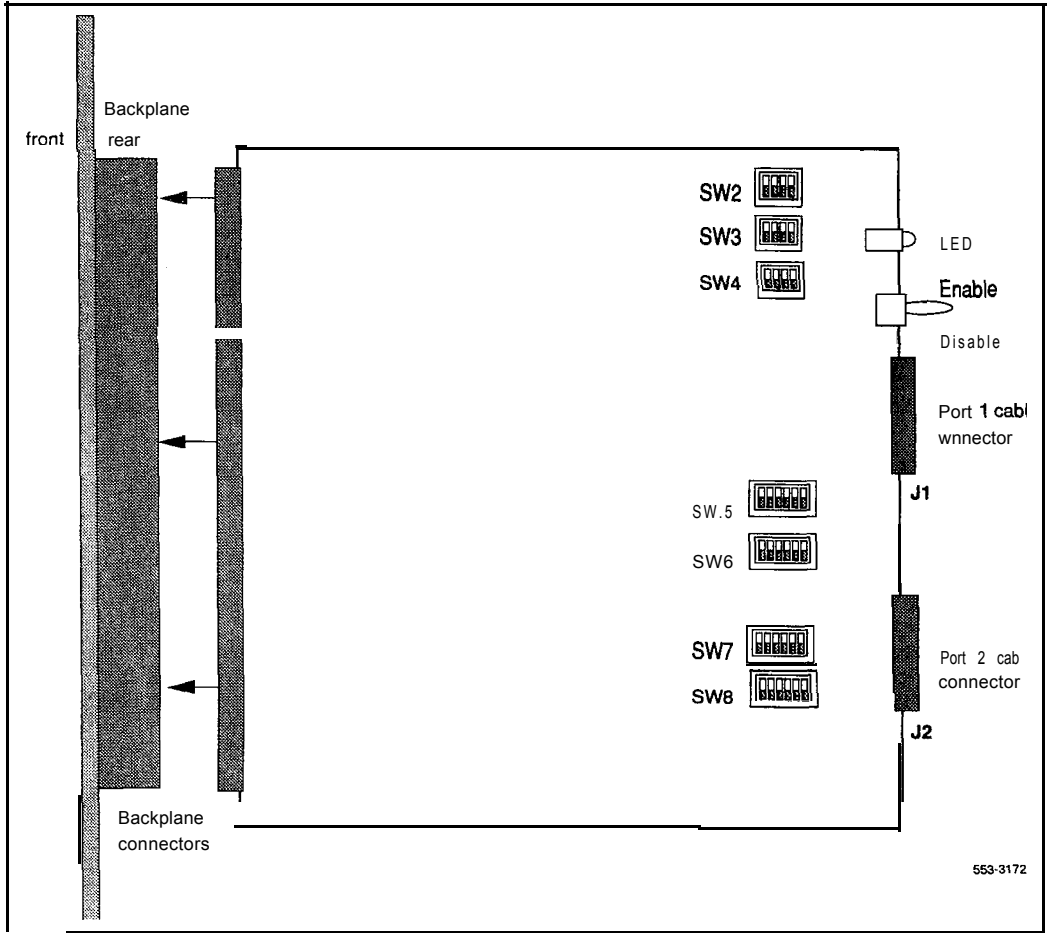 Backplane
front rear
SW2
SW3
LED
SW4
Enable
Disable
Port 1 cabl
wnnector
J1
SW.5
SW6
SW7
Port 2 cab
connector
SW8
J2
Backplane
connectors
553-3172